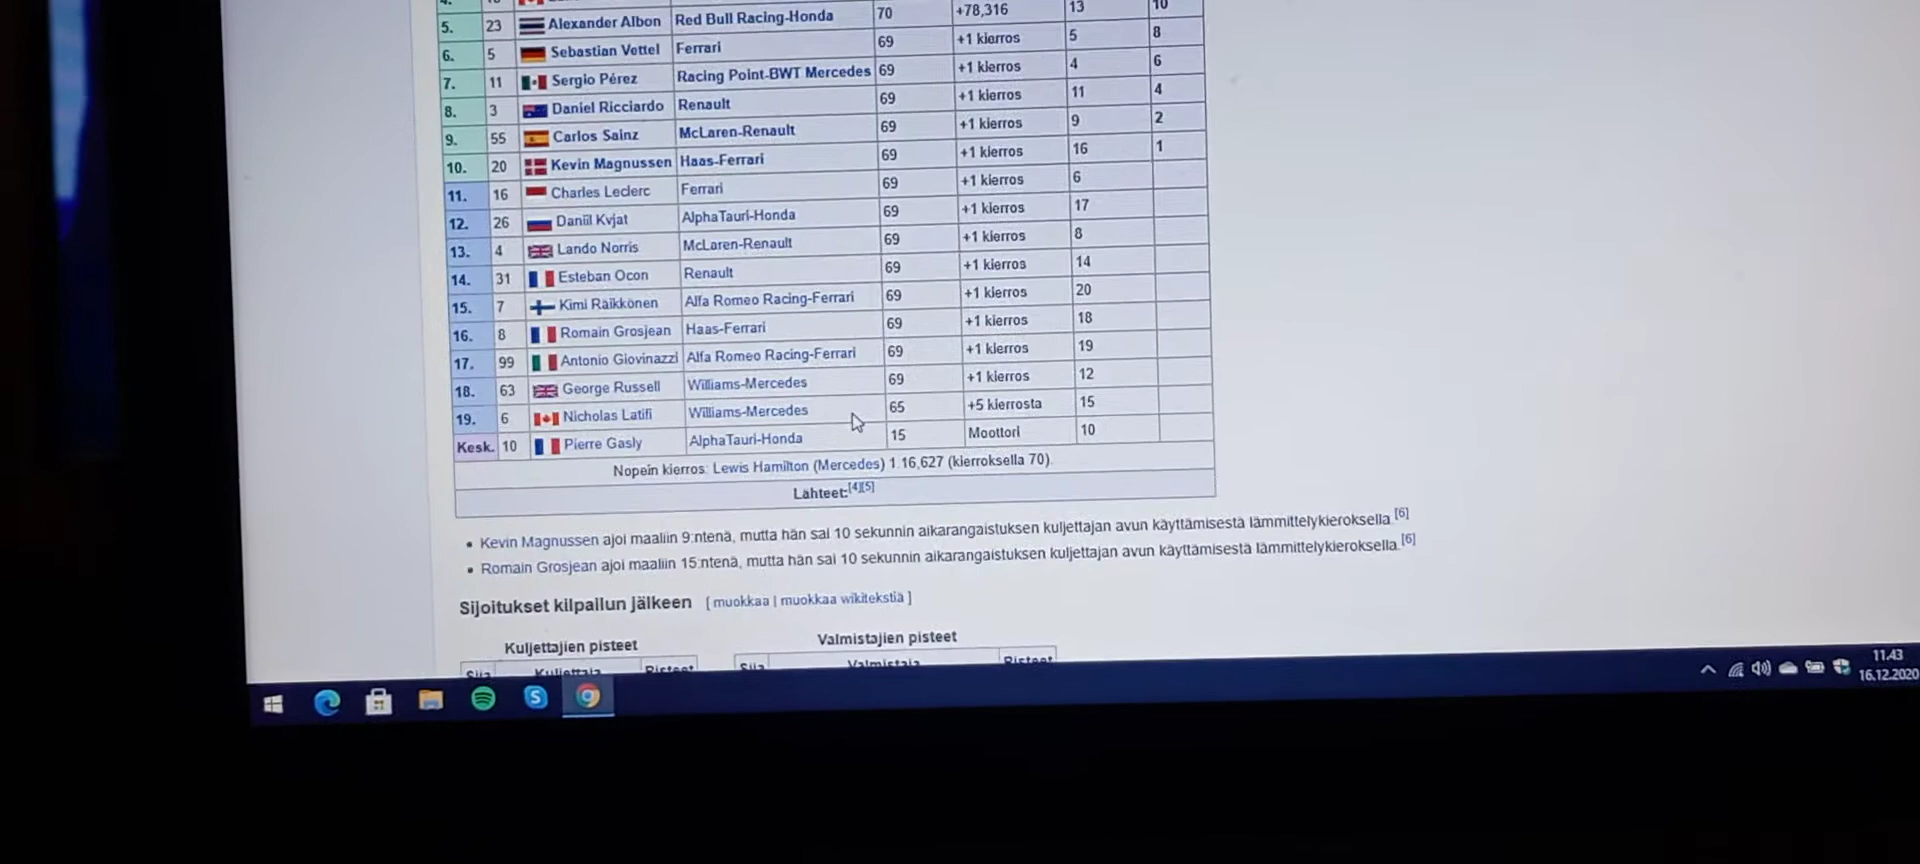 5. 23 Alexander Albon Red Bull Racing-Honda 70 +78,316 13 10
6. 5 Sebastian Vettel Ferrari 69 +1 kierros 5 8
7. 11 Sergio Pérez Racing Point-BWT Mercedes 69 +1 kierros 4 6
8. 3 Daniel Ricciardo Renault 69 +1 kierros 11 4
9. 55 Carlos Sainz McLaren-Renault 69 +1 kierros 9 2
10. 20 Kevin Magnussen Haas-Ferrari 69 +1 kierros 16 1
11. 16 Charles Leclerc Ferrari 69 +1 kierros 6
12. 26 Daniil Kvjat AlphaTauri-Honda 69 +1 kierros 17
13. 4 Lando Norris McLaren-Renault 69 +1 kierros 8
14. 31 Esteban Ocon Renault 69 +1 kierros 14
15. 7 Kimi Räikkönen Alfa Romeo Racing-Ferrari 69 +1 kierros 20
16. 8 Romain Grosjean Haas-Ferrari 69 +1 kierros 18
17. 99 Antonio Giovinazzi Alfa Romeo Racing-Ferrari 69 +1 kierros 19
18. 63 George Russell Williams-Mercedes 69 +1 kierros 12
19. 6 Nicholas Latifi Williams-Mercedes 65 +5 kierrosta 15
Kesk. 10 Pierre Gasly AlphaTauri-Honda 15 Moottori 10
Nopein kierros: Lewis Hamilton (Mercedes) 1.16,627 (kierroksella 70)
Lähteet:[4][5]
• Kevin Magnussen ajoi maaliin 9:ntenä, mutta hän sai 10 sekunnin aikarangaistuksen kuljettajan avun käyttämisestä lämmittelykieroksella.[6]
• Romain Grosjean ajoi maaliin 15:ntenä, mutta hän sai 10 sekunnin aikarangaistuksen kuljettajan avun käyttämisestä lämmittelykieroksella.[6]
Sijoitukset kilpailun jälkeen [ muokkaa | muokkaa wikitekstiä ]
Kuljettajien pisteet Valmistajien pisteet
Sija Kuljettaja Pisteet Sija Valmistaja Pisteet
11.43
16.12.2020